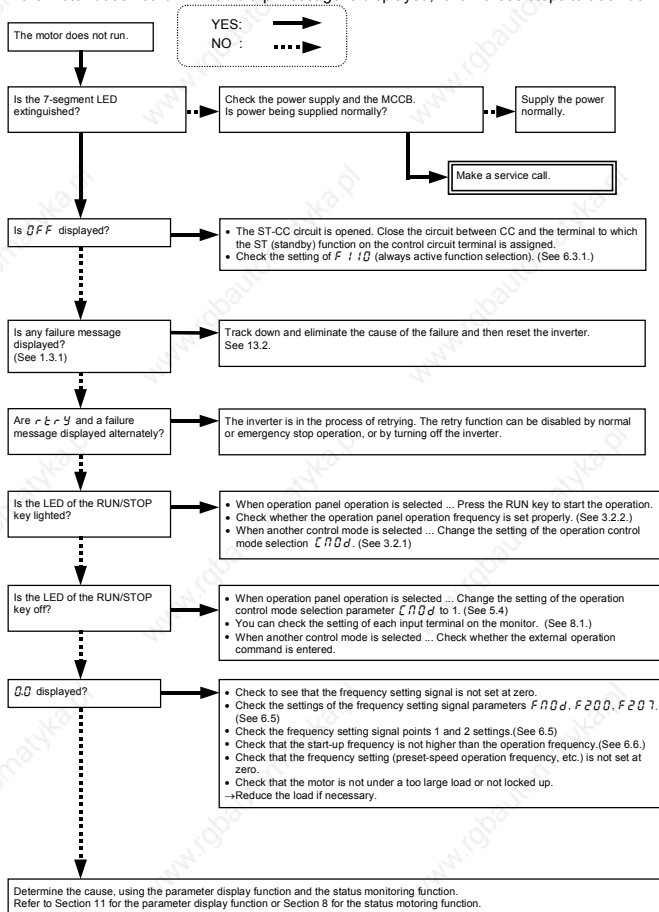 YES:
NO :
The motor does not run.
Is the 7-segment LED
extinguished?
Check the power supply and the MCCB.
Is power being supplied normally?
Supply the power
normally.
Make a service call.
Is OFF displayed?
• The ST-CC circuit is opened. Close the circuit between CC and the terminal to which
the ST (standby) function on the control circuit terminal is assigned.
• Check the setting of F110 (always active function selection). (See 6.3.1.)
Is any failure message
displayed?
(See 1.3.1)
Track down and eliminate the cause of the failure and then reset the inverter.
See 13.2.
Are rtry and a failure
message displayed alternately?
The inverter is in the process of retrying. The retry function can be disabled by normal
or emergency stop operation, or by turning off the inverter.
Is the LED of the RUN/STOP
key lighted?
• When operation panel operation is selected ... Press the RUN key to start the operation.
• Check whether the operation panel operation frequency is set properly. (See 3.2.2.)
• When another control mode is selected ... Change the setting of the operation control
mode selection CMOd. (See 3.2.1)
Is the LED of the RUN/STOP
key off?
• When operation panel operation is selected ... Change the setting of the operation
control mode selection parameter CMOd to 1. (See 5.4)
• You can check the setting of each input terminal on the monitor. (See 8.1.)
• When another control mode is selected ... Check whether the external operation
command is entered.
0.0 displayed?
• Check to see that the frequency setting signal is not set at zero.
• Check the settings of the frequency setting signal parameters FMOd, F200, F207.
(See 6.5)
• Check the frequency setting signal points 1 and 2 settings.(See 6.5)
• Check that the start-up frequency is not higher than the operation frequency.(See 6.6.)
• Check that the frequency setting (preset-speed operation frequency, etc.) is not set at
zero.
• Check that the motor is not under a too large load or not locked up.
→Reduce the load if necessary.
Determine the cause, using the parameter display function and the status monitoring function.
Refer to Section 11 for the parameter display function or Section 8 for the status motoring function.
www.rgbautomatyka.pl